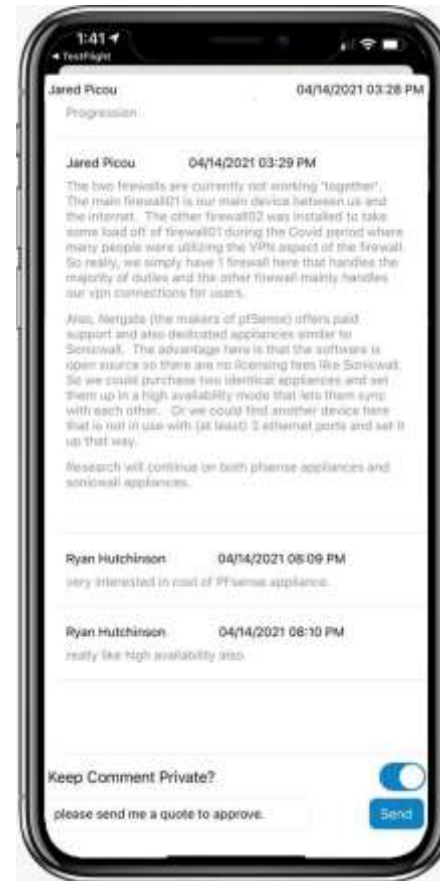 1:41
TestFlight
Jared Picou 04/14/2021 03:28 PM
Progression
Jared Picou 04/14/2021 03:29 PM
The two firewalls are currently not working 'together'.
The main firewall01 is our main device between us and
the internet. The other firewall02 was installed to take
some load off of firewall01 during the Covid period where
many people were utilizing the VPN aspect of the firewall.
So really, we simply have 1 firewall here that handles the
majority of duties and the other firewall mainly handles
our vpn connections for users.
Also, Netgate (the makers of pfSense) offers paid
support and also dedicated appliances similar to
Sonicwall. The advantage here is that the software is
open source so there are no licensing fees like Sonicwall.
So we could purchase two identical appliances and set
them up in a high availability mode that lets them sync
with each other. Or we could find another device here
that is not in use with (at least) 3 ethernet ports and set it
up that way.
Research will continue on both pfsense appliances and
sonicwall appliances.
Ryan Hutchinson 04/14/2021 08:09 PM
very interested in cost of PFsense appliance.
Ryan Hutchinson 04/14/2021 08:10 PM
really like high availability also
Keep Comment Private?
please send me a quote to approve. Send